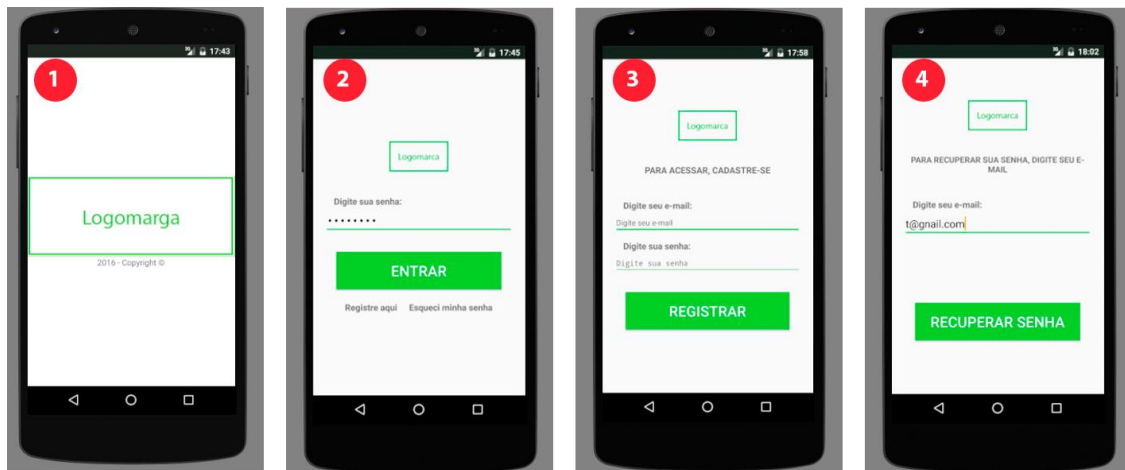 1
17:43
Logomarga
2016 - Copyright ©
2
17:45
Logomarca
Digite sua senha:
••••••••
ENTRAR
Registre aqui Esqueci minha senha
3
17:58
Logomarca
PARA ACESSAR, CADASTRE-SE
Digite seu e-mail:
Digite seu e-mail
Digite sua senha:
Digite sua senha
REGISTRAR
4
18:02
Logomarca
PARA RECUPERAR SUA SENHA, DIGITE SEU E-
MAIL
Digite seu e-mail:
t@gnail.com
RECUPERAR SENHA